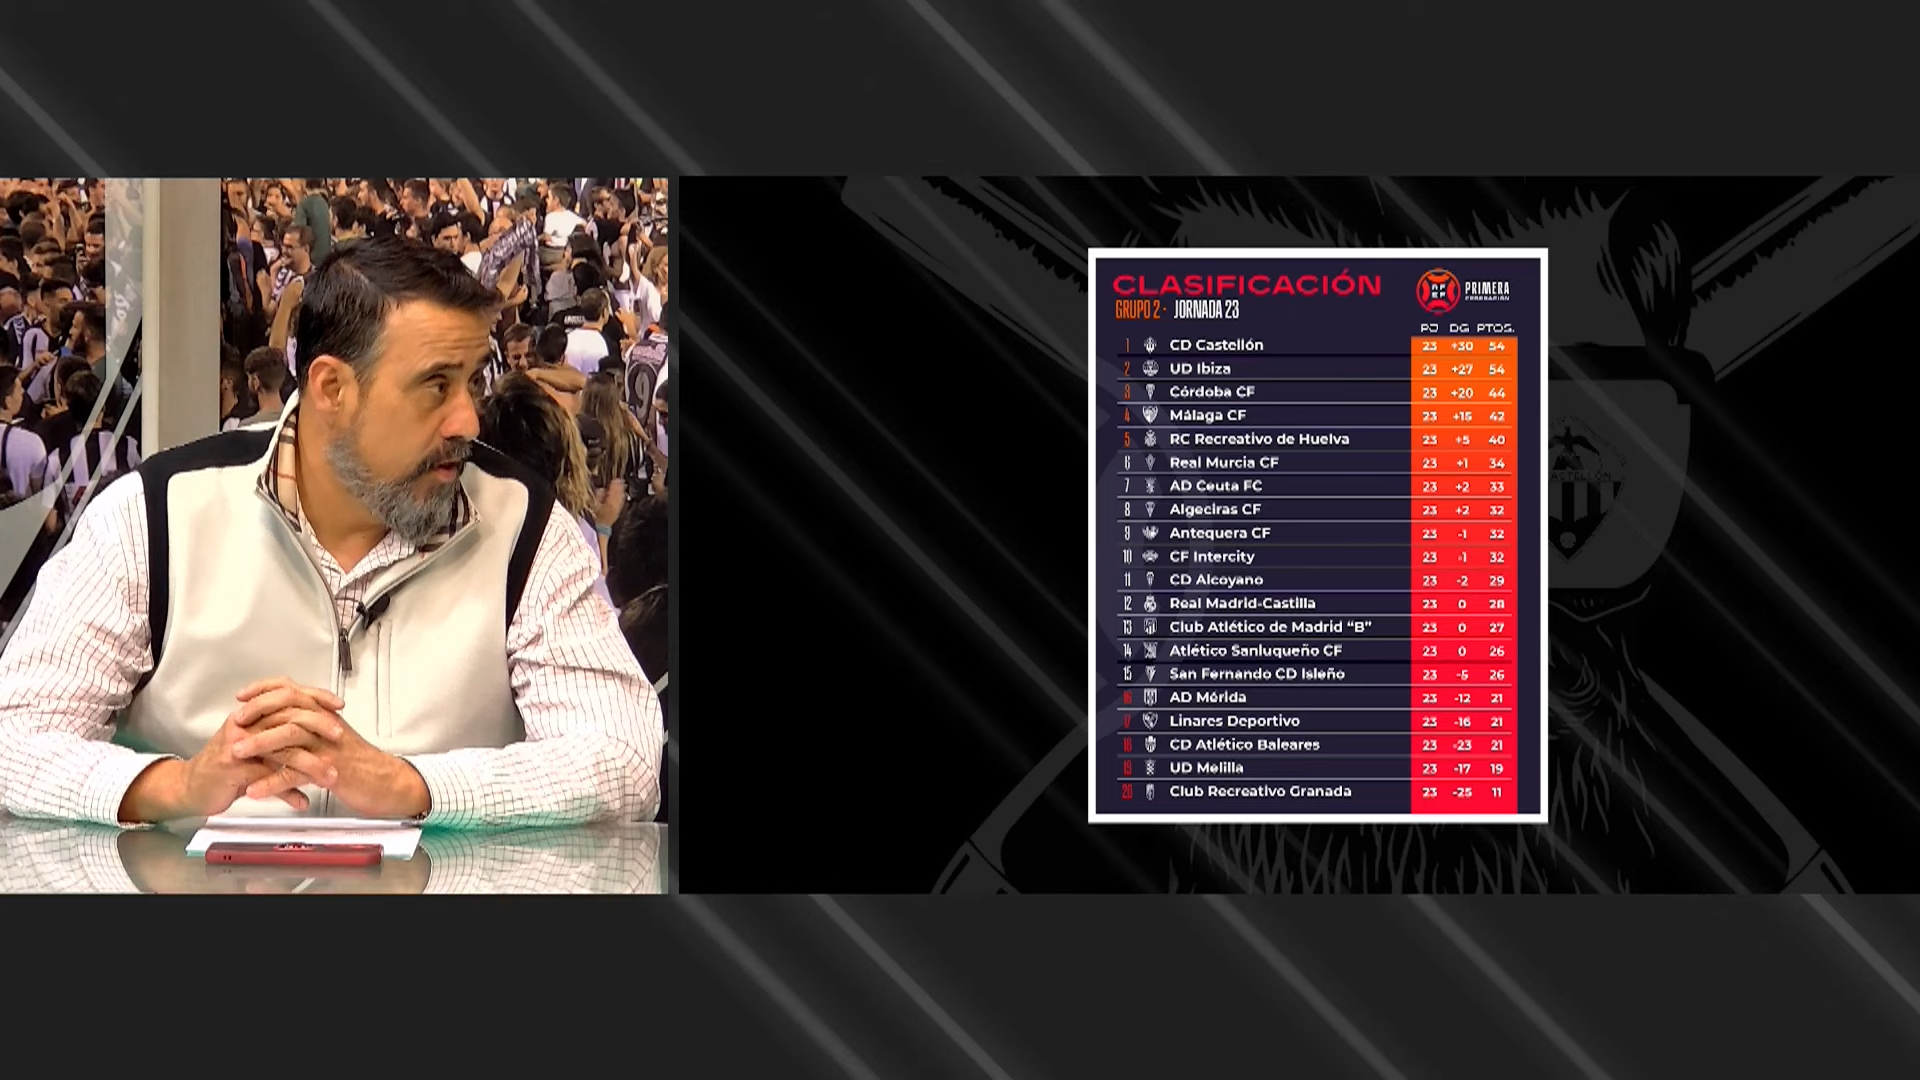 CLASIFICACIÓN
GRUPO 2 - JORNADA 23
PRIMERA
FEDERACIÓN
PJ DG PTOS.
1 CD Castellón 23 +30 54
2 UD Ibiza 23 +27 54
3 Córdoba CF 23 +20 44
4 Málaga CF 23 +15 42
5 RC Recreativo de Huelva 23 +5 40
6 Real Murcia CF 23 +1 34
7 AD Ceuta FC 23 +2 33
8 Algeciras CF 23 +2 32
9 Antequera CF 23 -1 32
10 CF Intercity 23 -1 32
11 CD Alcoyano 23 -2 29
12 Real Madrid-Castilla 23 0 28
13 Club Atlético de Madrid “B” 23 0 27
14 Atlético Sanluqueño CF 23 0 26
15 San Fernando CD Isleño 23 -5 26
16 AD Mérida 23 -12 21
17 Linares Deportivo 23 -16 21
18 CD Atlético Baleares 23 -23 21
19 UD Melilla 23 -17 19
20 Club Recreativo Granada 23 -25 11